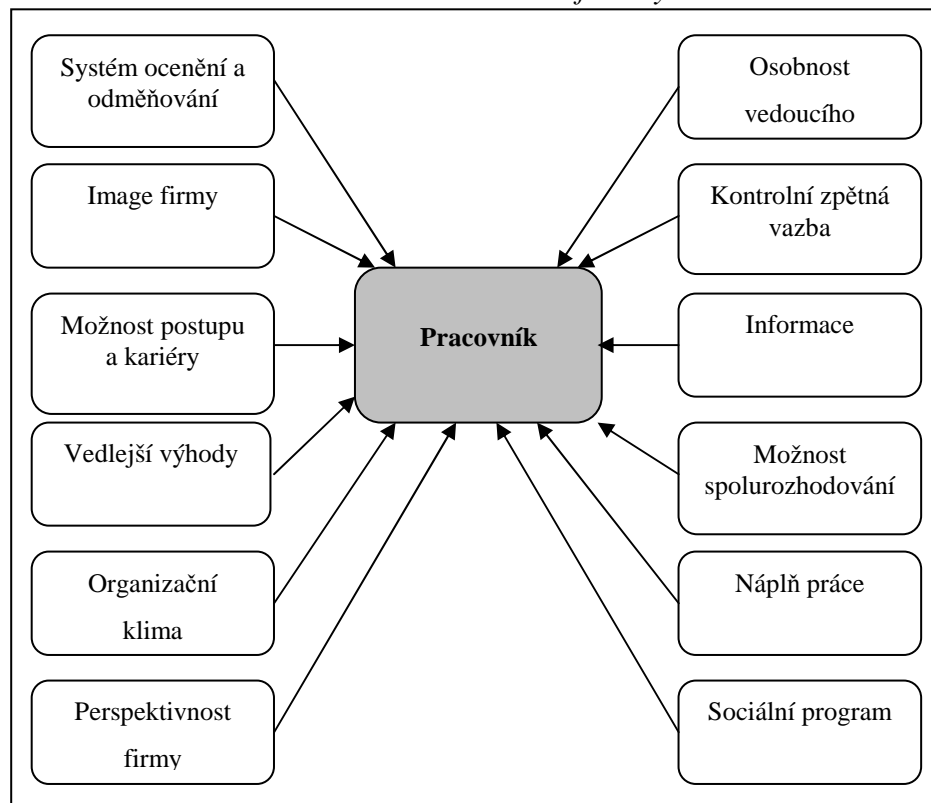 Systém ocenění a
odměňování
Image firmy
Možnost postupu
a kariéry
Vedlejší výhody
Organizační
klima
Perspektivnost
firmy
Pracovník
Osobnost
vedoucího
Kontrolní zpětná
vazba
Informace
Možnost
spolurozhodování
Náplň práce
Sociální program